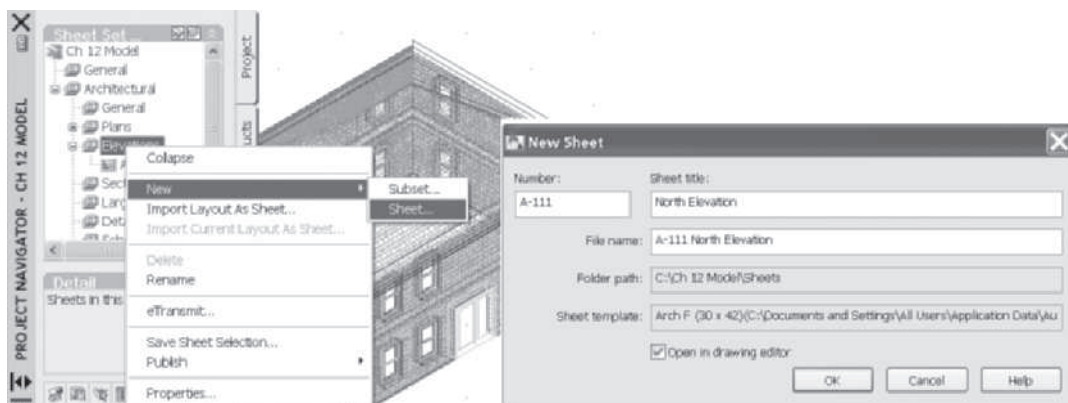 PROJECT NAVIGATOR - CH 12 MODEL
Sheet Set ...
Ch 12 Model
General
Architectural
General
Plans
Elevations
Project
Collapse
New
Import Layout As Sheet...
Import Current Layout As Sheet...
Delete
Rename
eTransmit...
Save Sheet Selection...
Publish
Properties...
Subset...
Sheet...
Detail
Sheets in this
New Sheet
Number:
Sheet title:
A-111
North Elevation
File name:
A-111 North Elevation
Folder path:
C:\Ch 12 Model\Sheets
Sheet template:
Arch F (30 x 42)(C:\Documents and Settings\All Users\Application Data\Au
Open in drawing editor
OK
Cancel
Help